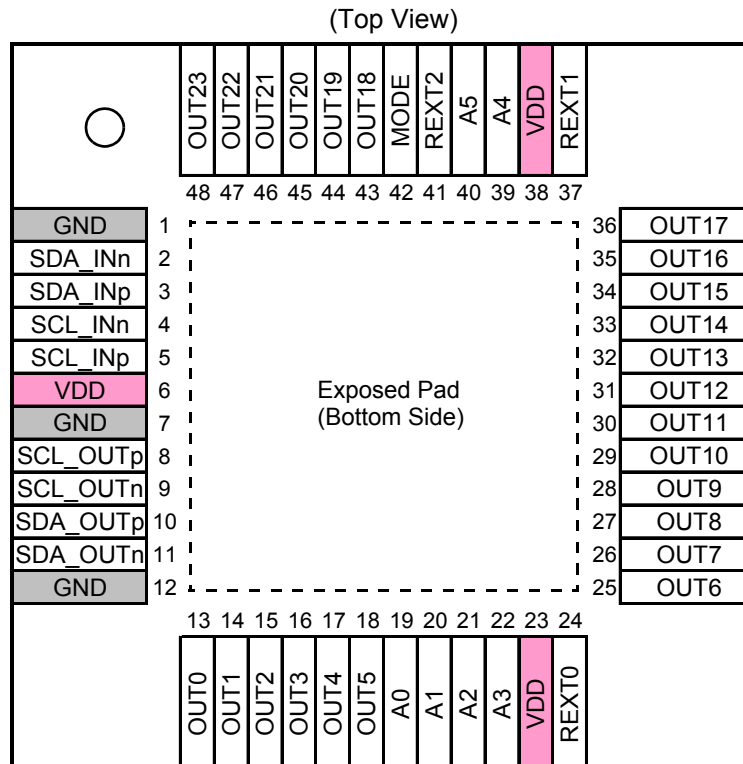 (Top View)
OUT23 OUT22 OUT21 OUT20 OUT19 OUT18 MODE REXT2 A5 A4 VDD REXT1
48 47 46 45 44 43 42 41 40 39 38 37
GND 1
SDA_INn 2
SDA_INp 3
SCL_INn 4
SCL_INp 5
VDD 6
GND 7
SCL_OUTp 8
SCL_OUTn 9
SDA_OUTp 10
SDA_OUTn 11
GND 12
Exposed Pad
(Bottom Side)
36 OUT17
35 OUT16
34 OUT15
33 OUT14
32 OUT13
31 OUT12
30 OUT11
29 OUT10
28 OUT9
27 OUT8
26 OUT7
25 OUT6
13 14 15 16 17 18 19 20 21 22 23 24
OUT0 OUT1 OUT2 OUT3 OUT4 OUT5 A0 A1 A2 A3 VDD REXT0